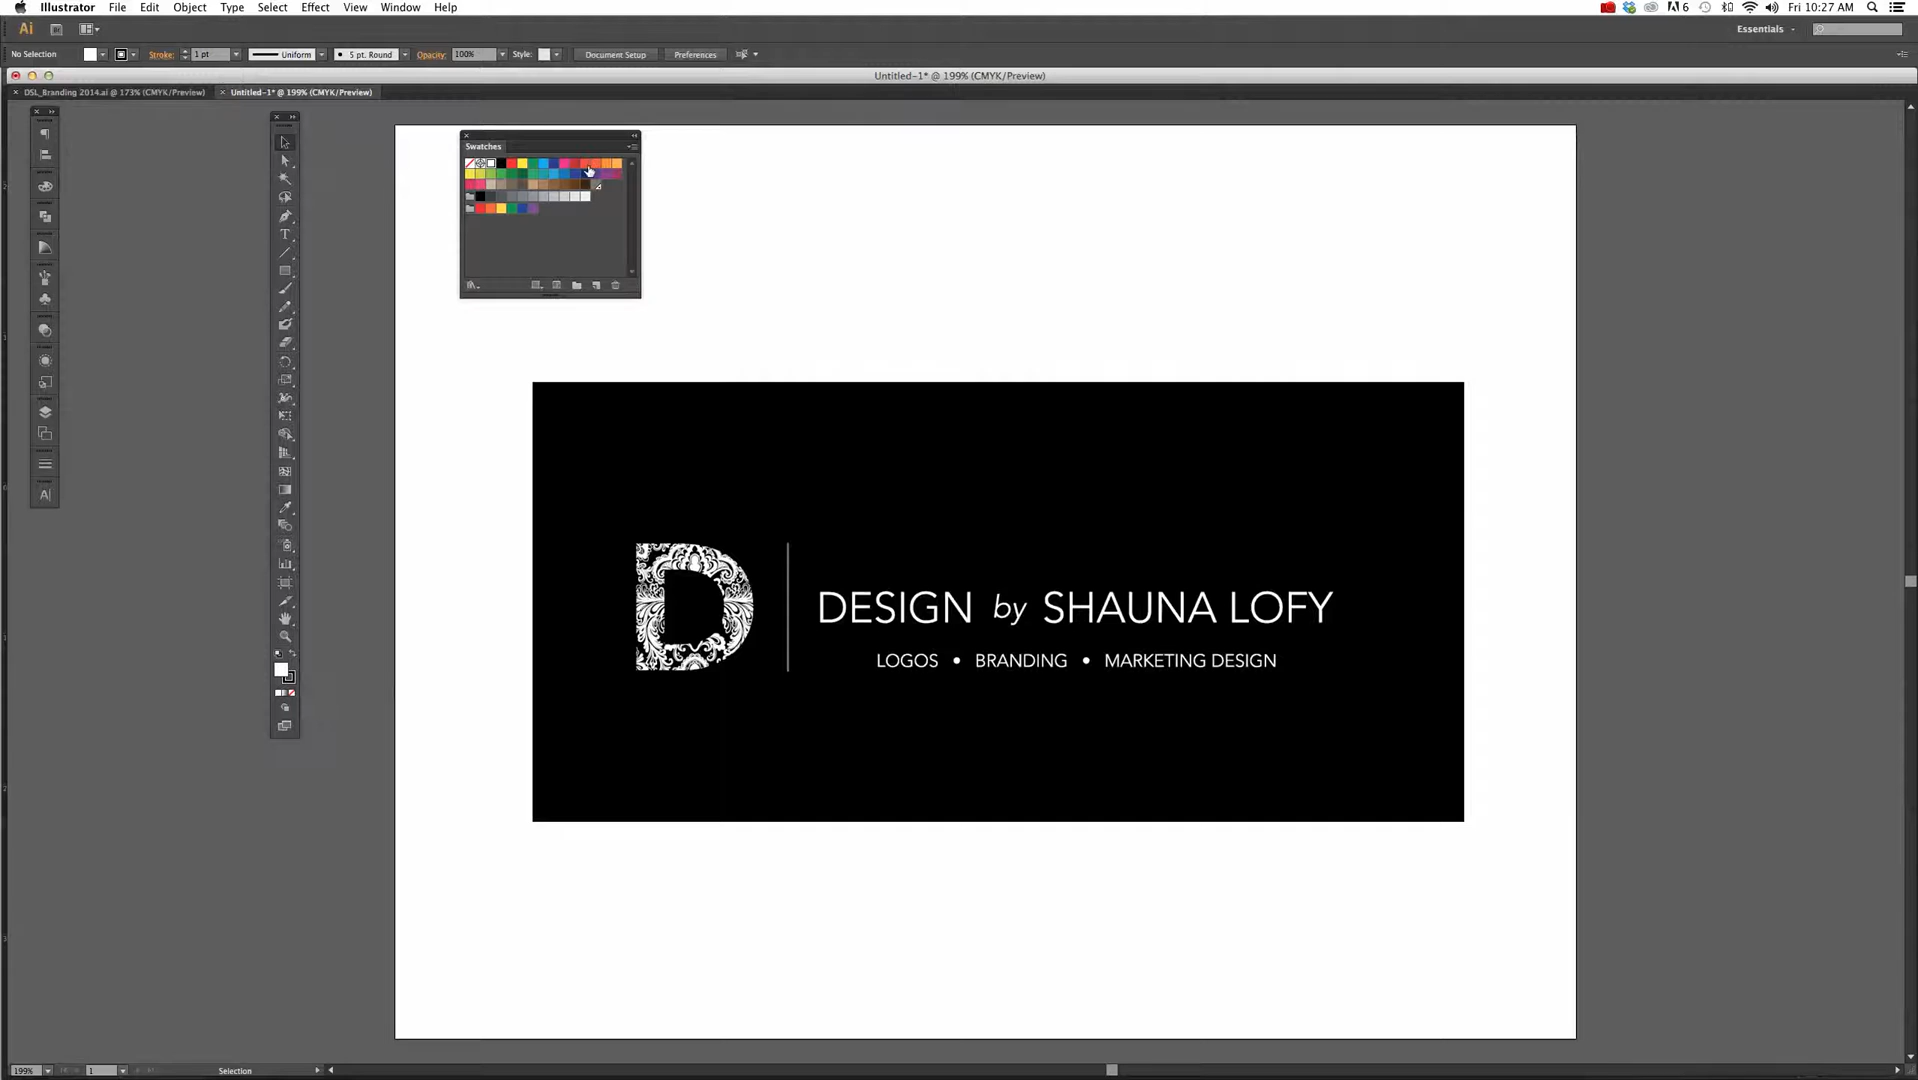 Illustrator File Edit Object Type Select Effect View Window Help
6 Fri 10:27 AM
Ai
Essentials
No Selection Stroke: 1 pt Uniform 5 pt. Round Opacity: 100% Style: Document Setup Preferences
Untitled-1* @ 199% (CMYK/Preview)
DSL_Branding 2014.ai @ 173% (CMYK/Preview) Untitled-1* @ 199% (CMYK/Preview)
Swatches
D
DESIGN by SHAUNA LOFY
LOGOS • BRANDING • MARKETING DESIGN
199% 1 Selection